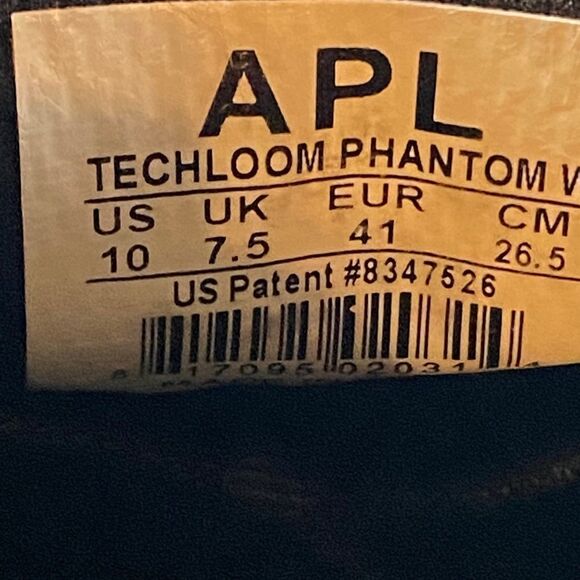 APL
TECHLOOM PHANTOM
US UK EUR CM
10 7.5 41 26.5
US Patent #8347526